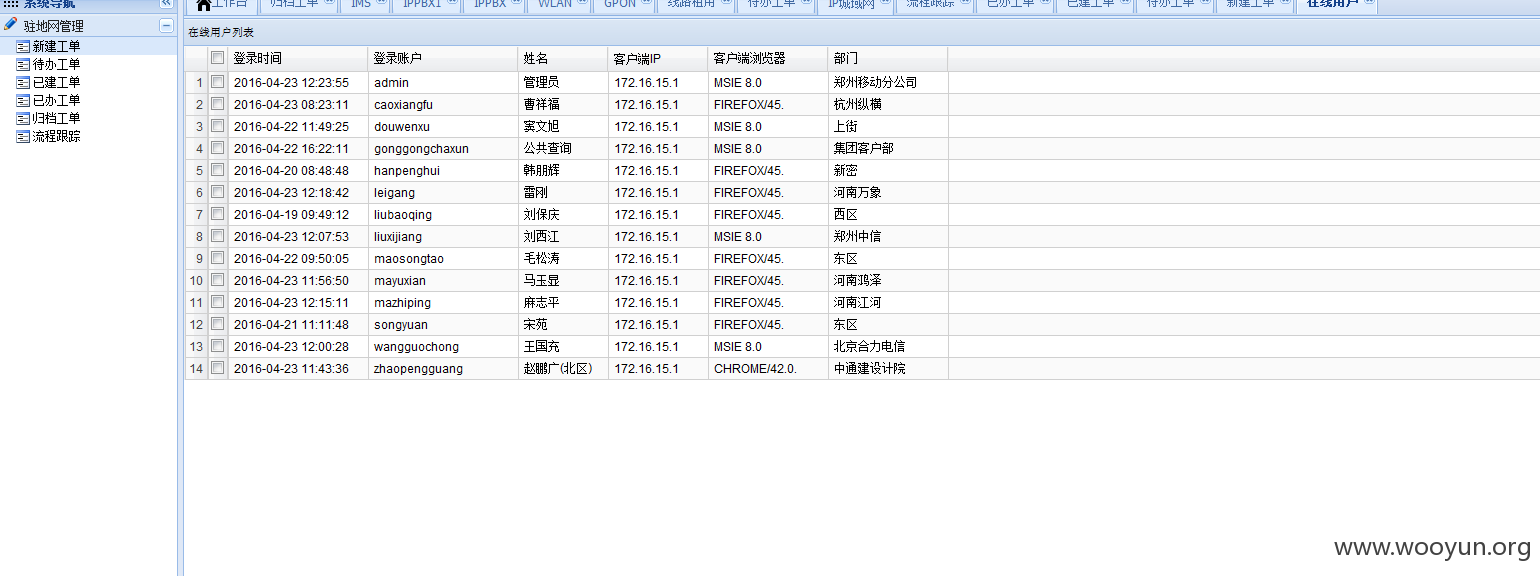 系统导航
工作台 归档工单 IMS IPPBX1 IPPBX WLAN GPON 线路租用 待办工单 IP城域网 流程跟踪 已办工单 已建工单 待办工单 新建工单 在线用户
驻地网管理
新建工单
待办工单
已建工单
已办工单
归档工单
流程跟踪
在线用户列表
登录时间 登录账户 姓名 客户端IP 客户端浏览器 部门
1 2016-04-23 12:23:55 admin 管理员 172.16.15.1 MSIE 8.0 郑州移动分公司
2 2016-04-23 08:23:11 caoxiangfu 曹祥福 172.16.15.1 FIREFOX/45. 杭州纵横
3 2016-04-22 11:49:25 douwenxu 窦文旭 172.16.15.1 MSIE 8.0 上街
4 2016-04-22 16:22:11 gonggongchaxun 公共查询 172.16.15.1 MSIE 8.0 集团客户部
5 2016-04-20 08:48:48 hanpenghui 韩朋辉 172.16.15.1 FIREFOX/45. 新密
6 2016-04-23 12:18:42 leigang 雷刚 172.16.15.1 FIREFOX/45. 河南万象
7 2016-04-19 09:49:12 liubaoqing 刘保庆 172.16.15.1 FIREFOX/45. 西区
8 2016-04-23 12:07:53 liuxijiang 刘西江 172.16.15.1 MSIE 8.0 郑州中信
9 2016-04-22 09:50:05 maosongtao 毛松涛 172.16.15.1 FIREFOX/45. 东区
10 2016-04-23 11:56:50 mayuxian 马玉显 172.16.15.1 FIREFOX/45. 河南鸿泽
11 2016-04-23 12:15:11 mazhiping 麻志平 172.16.15.1 FIREFOX/45. 河南江河
12 2016-04-21 11:11:48 songyuan 宋苑 172.16.15.1 FIREFOX/45. 东区
13 2016-04-23 12:00:28 wangguochong 王国充 172.16.15.1 MSIE 8.0 北京合力电信
14 2016-04-23 11:43:36 zhaopengguang 赵鹏广(北区) 172.16.15.1 CHROME/42.0. 中通建设计院
www.wooyun.org